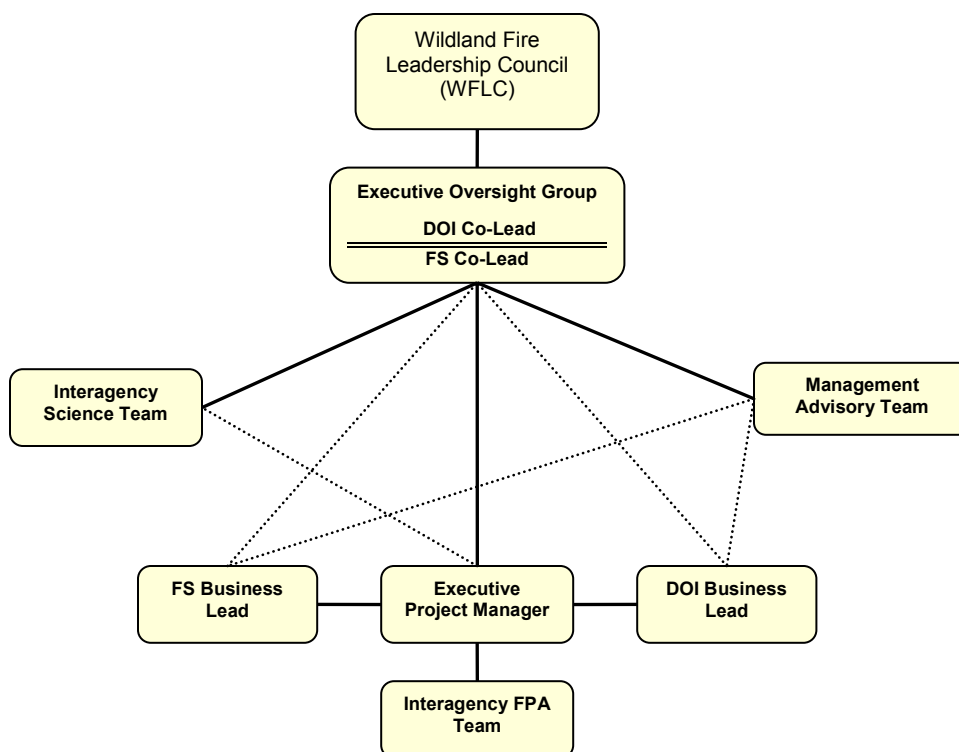 Wildland Fire
Leadership Council
(WFLC)
Executive Oversight Group
DOI Co-Lead
FS Co-Lead
Interagency
Science Team
Management
Advisory Team
FS Business
Lead
Executive
Project Manager
DOI Business
Lead
Interagency FPA
Team